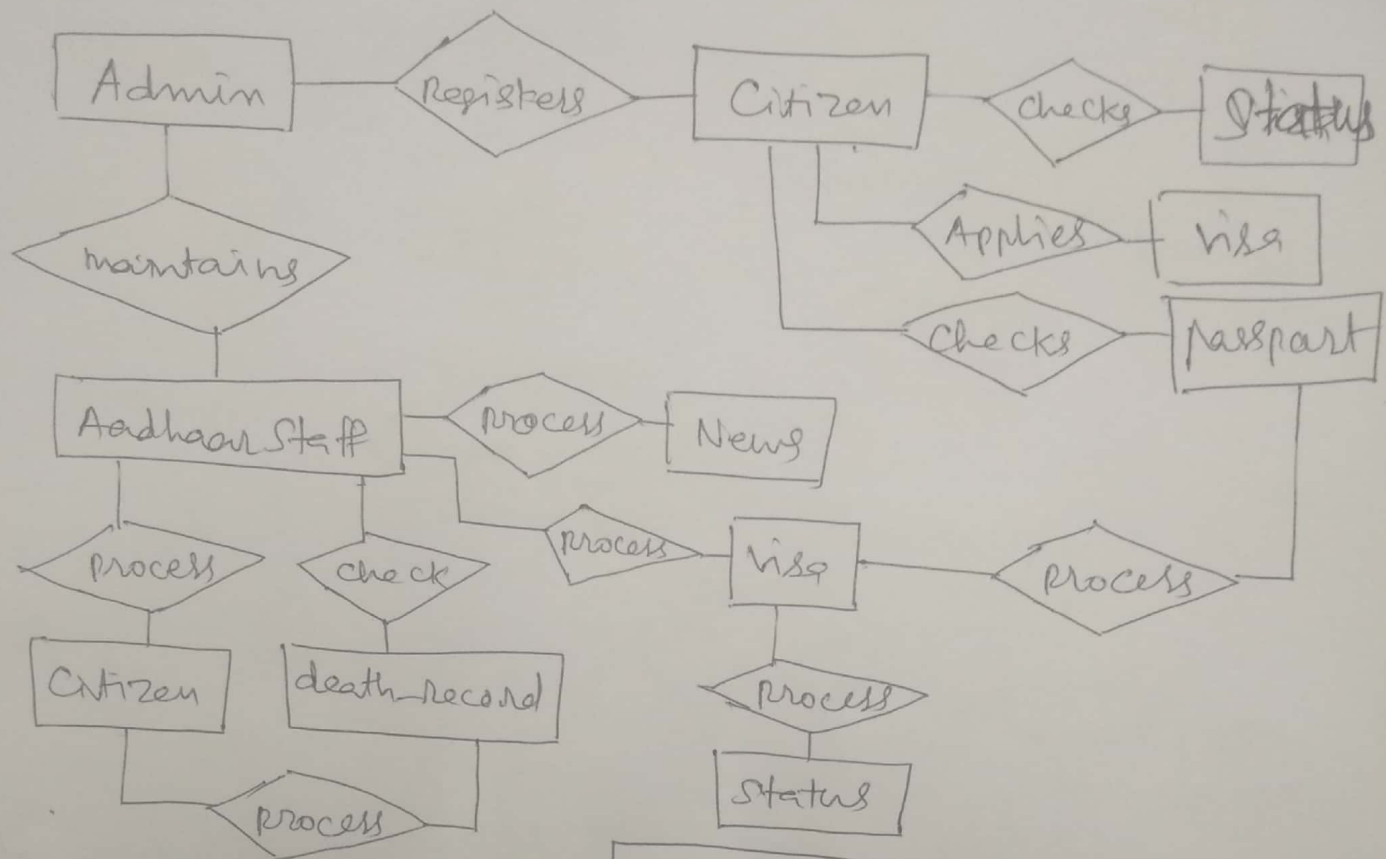 Admin
Registers
Citizen
checks
Status
Applies
visa
maintains
checks
passpart
Aadhaar Staff
process
News
process
visa
process
process
check
Citizen
death_record
process
status
process